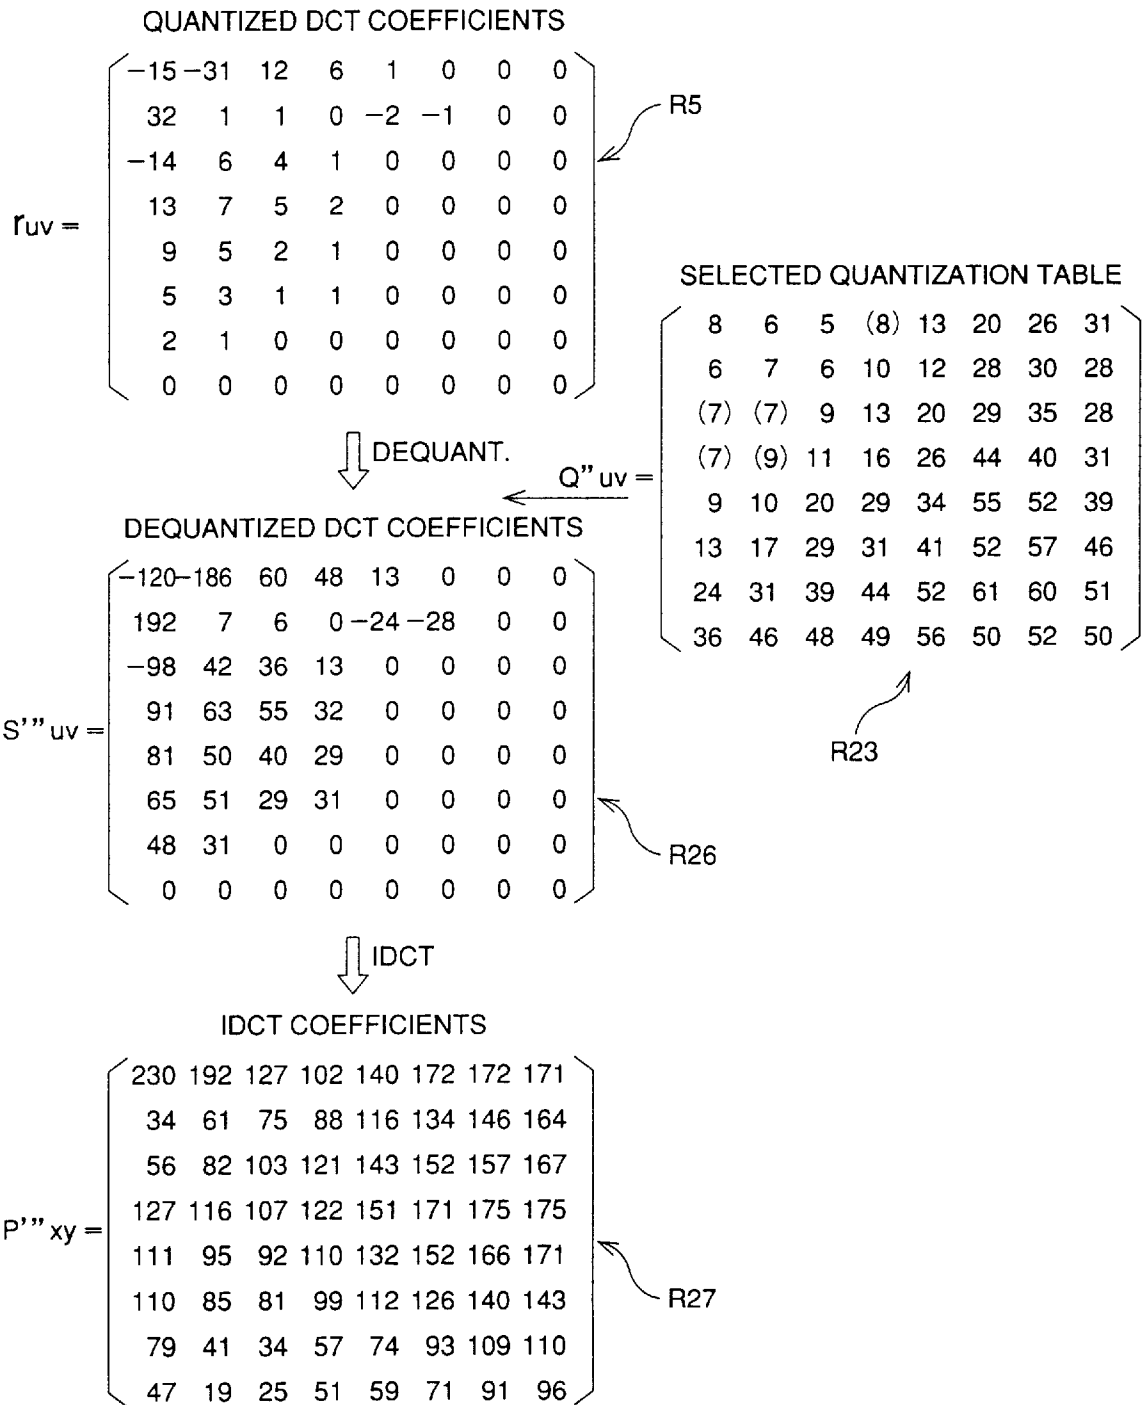 QUANTIZED DCT COEFFICIENTS
−15 −31 12 6 1 0 0 0
32 1 1 0 −2 −1 0 0
−14 6 4 1 0 0 0 0
13 7 5 2 0 0 0 0
9 5 2 1 0 0 0 0
5 3 1 1 0 0 0 0
2 1 0 0 0 0 0 0
0 0 0 0 0 0 0 0
ruv =
R5
DEQUANT.
SELECTED QUANTIZATION TABLE
8 6 5 (8) 13 20 26 31
6 7 6 10 12 28 30 28
(7) (7) 9 13 20 29 35 28
(7) (9) 11 16 26 44 40 31
9 10 20 29 34 55 52 39
13 17 29 31 41 52 57 46
24 31 39 44 52 61 60 51
36 46 48 49 56 50 52 50
Q” uv =
R23
DEQUANTIZED DCT COEFFICIENTS
−120 −186 60 48 13 0 0 0
192 7 6 0 −24 −28 0 0
−98 42 36 13 0 0 0 0
91 63 55 32 0 0 0 0
81 50 40 29 0 0 0 0
65 51 29 31 0 0 0 0
48 31 0 0 0 0 0 0
0 0 0 0 0 0 0 0
S’” uv =
R26
IDCT
IDCT COEFFICIENTS
230 192 127 102 140 172 172 171
34 61 75 88 116 134 146 164
56 82 103 121 143 152 157 167
127 116 107 122 151 171 175 175
111 95 92 110 132 152 166 171
110 85 81 99 112 126 140 143
79 41 34 57 74 93 109 110
47 19 25 51 59 71 91 96
P’” xy =
R27